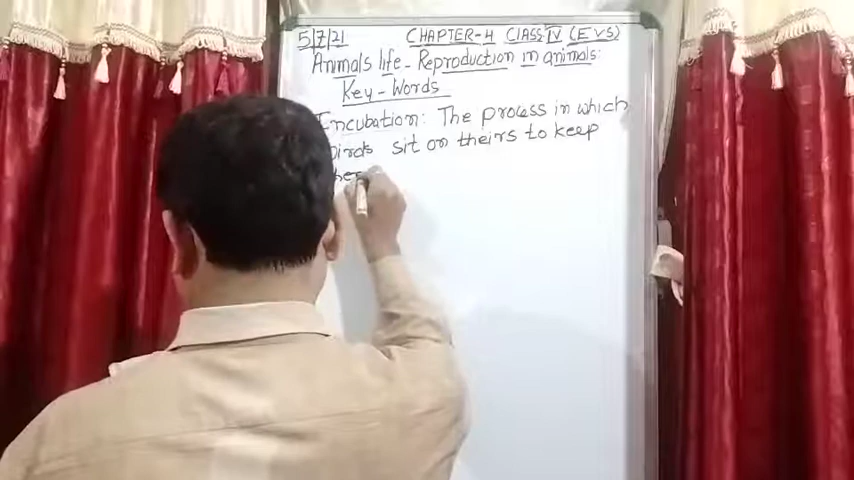 5/7/21 CHAPTER-4 CLASS IV (EVS)
Animals life - Reproduction in animals:
Key-Words
Incubation: The process in which
birds sit on theirs to keep